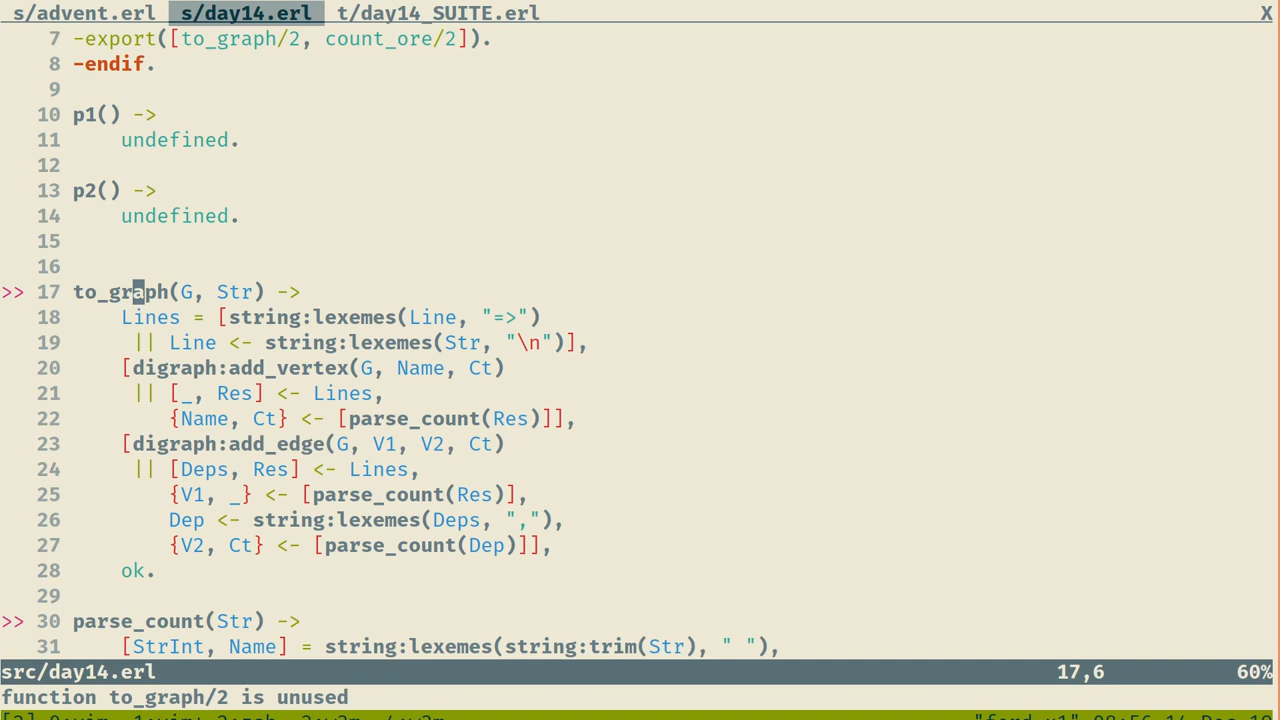 s/advent.erl s/day14.erl t/day14_SUITE.erl X
7 -export([to_graph/2, count_ore/2]).
8 -endif.
9
10 p1() ->
11 undefined.
12
13 p2() ->
14 undefined.
15
16
>> 17 to_graph(G, Str) ->
18 Lines = [string:lexemes(Line, "=>")
19 || Line <- string:lexemes(Str, "\n")],
20 [digraph:add_vertex(G, Name, Ct)
21 || [_, Res] <- Lines,
22 {Name, Ct} <- [parse_count(Res)]],
23 [digraph:add_edge(G, V1, V2, Ct)
24 || [Deps, Res] <- Lines,
25 {V1, _} <- [parse_count(Res)],
26 Dep <- string:lexemes(Deps, ","),
27 {V2, Ct} <- [parse_count(Dep)]],
28 ok.
29
>> 30 parse_count(Str) ->
31 [StrInt, Name] = string:lexemes(string:trim(Str), " "),
src/day14.erl 17,6 60%
function to_graph/2 is unused